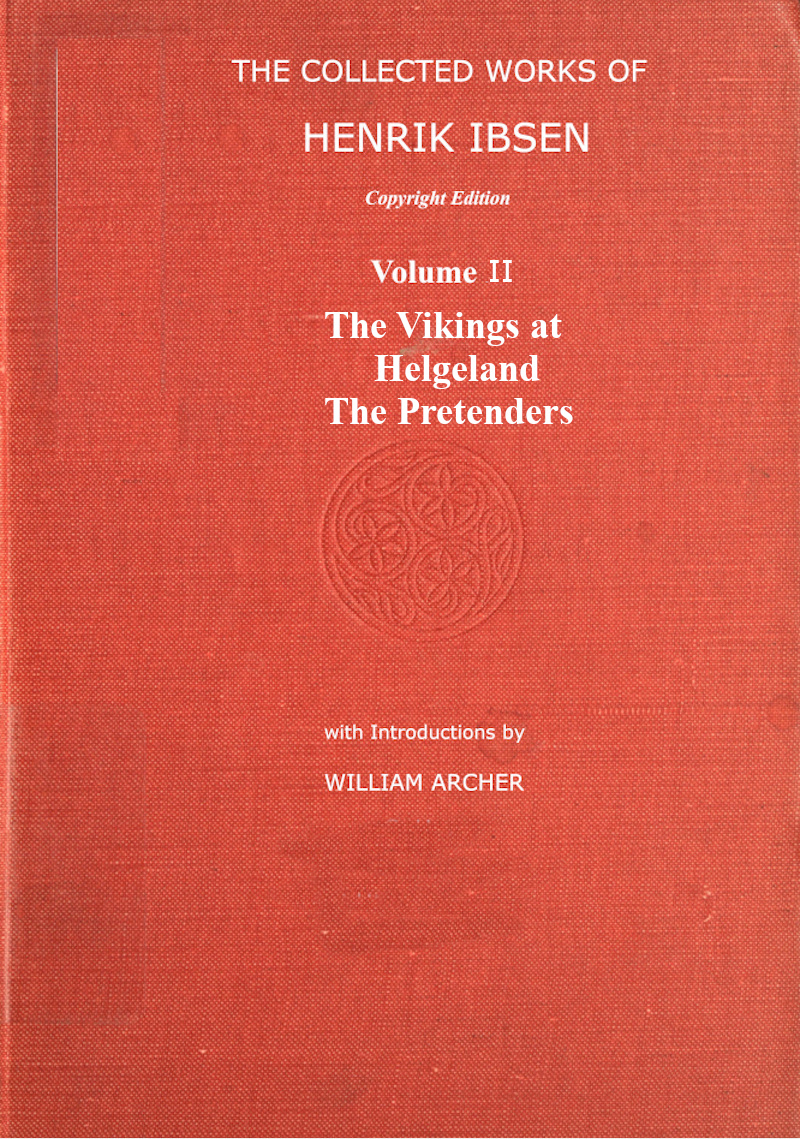 THE COLLECTED WORKS OF
HENRIK IBSEN
Copyright Edition
Volume II
The Vikings at
Helgeland
The Pretenders
with Introductions by
WILLIAM ARCHER